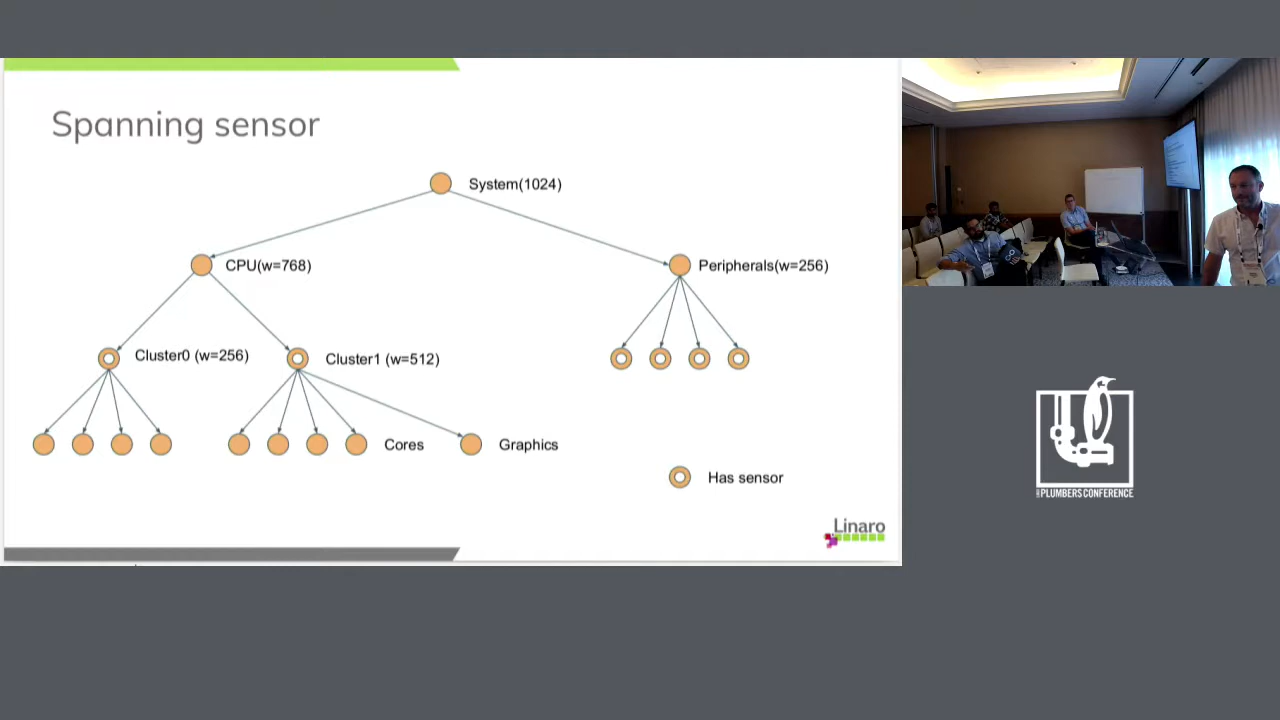 Spanning sensor
System(1024)
CPU(w=768)
Peripherals(w=256)
Cluster0 (w=256)
Cluster1 (w=512)
Cores
Graphics
Has sensor
Linaro
PLUMBERS CONFERENCE